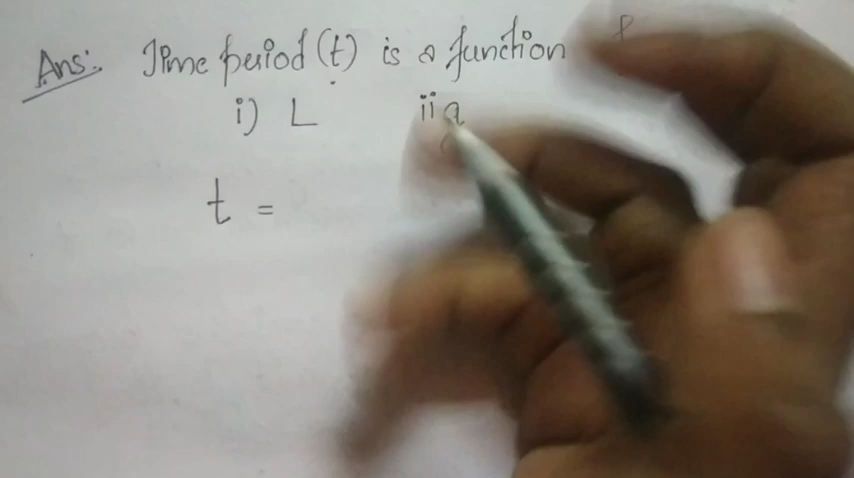 Ans:. Time period (t) is a function
i) L ii g
t =